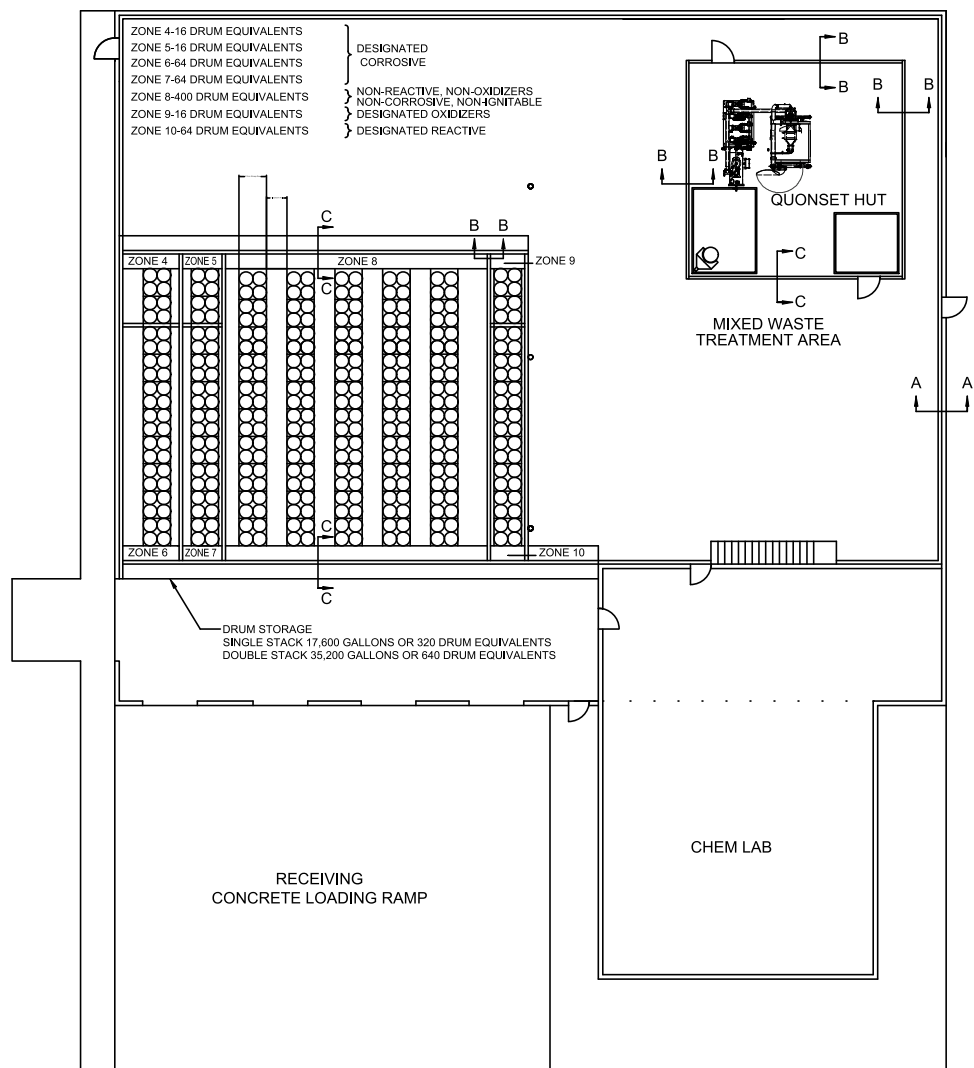 ZONE 4-16 DRUM EQUIVALENTS
ZONE 5-16 DRUM EQUIVALENTS
ZONE 6-64 DRUM EQUIVALENTS
ZONE 7-64 DRUM EQUIVALENTS
DESIGNATED
CORROSIVE
ZONE 8-400 DRUM EQUIVALENTS
NON-REACTIVE, NON-OXIDIZERS
NON-CORROSIVE, NON-IGNITABLE
ZONE 9-16 DRUM EQUIVALENTS
DESIGNATED OXIDIZERS
ZONE 10-64 DRUM EQUIVALENTS
DESIGNATED REACTIVE
B
B
B B
B B
QUONSET HUT
C
C
MIXED WASTE
TREATMENT AREA
A A
C
C
B B
ZONE 4
ZONE 5
ZONE 8
ZONE 9
ZONE 6
ZONE 7
ZONE 10
C
C
DRUM STORAGE
SINGLE STACK 17,600 GALLONS OR 320 DRUM EQUIVALENTS
DOUBLE STACK 35,200 GALLONS OR 640 DRUM EQUIVALENTS
CHEM LAB
RECEIVING
CONCRETE LOADING RAMP